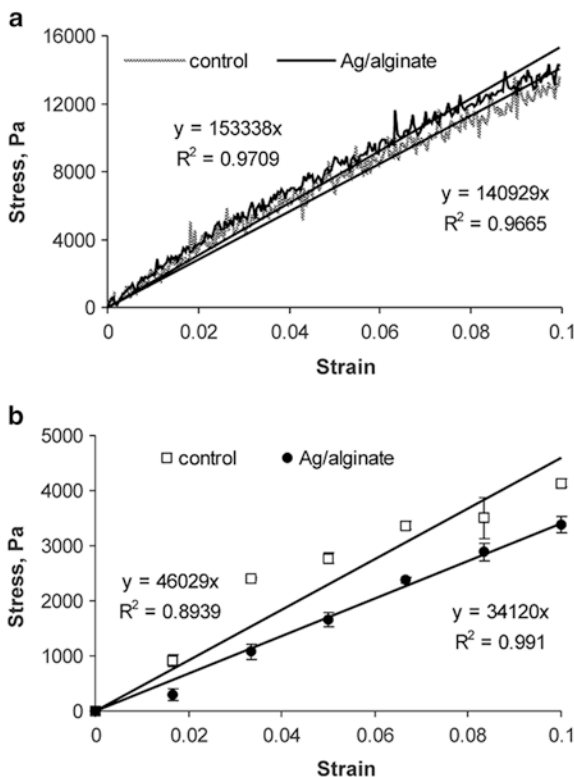 a
16000
12000
8000
4000
0
Stress, Pa
control
Ag/alginate
y = 153338x
R² = 0.9709
y = 140929x
R² = 0.9665
0
0.02
0.04
0.06
0.08
0.1
Strain
b
5000
4000
3000
2000
1000
0
Stress, Pa
control
Ag/alginate
y = 46029x
R² = 0.8939
y = 34120x
R² = 0.991
0
0.02
0.04
0.06
0.08
0.1
Strain